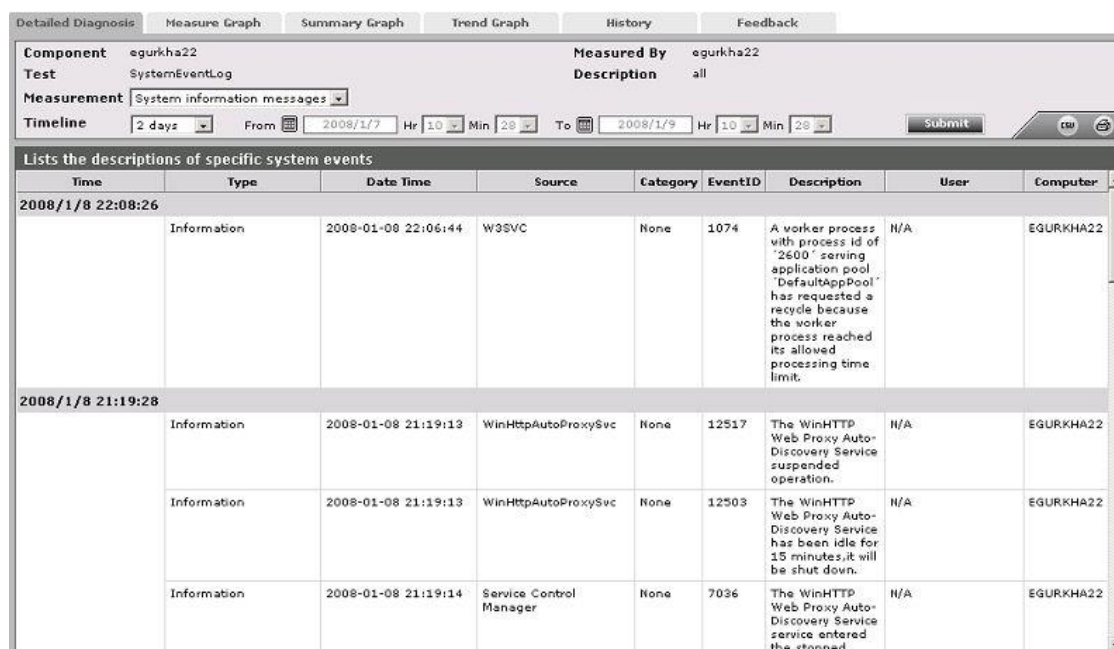 Detailed Diagnosis Measure Graph Summary Graph Trend Graph History Feedback
Component egurkha22 Measured By egurkha22
Test SystemEventLog Description all
Measurement System information messages
Timeline 2 days From 2008/1/7 Hr 10 Min 28 To 2008/1/9 Hr 10 Min 28 Submit CSV
Lists the descriptions of specific system events
Time Type Date Time Source Category EventID Description User Computer
2008/1/8 22:08:26
Information 2008-01-08 22:06:44 W3SVC None 1074 A worker process N/A EGURKHA22
with process id of
´2600´ serving
application pool
´DefaultAppPool´
has requested a
recycle because
the worker
process reached
its allowed
processing time
limit.
2008/1/8 21:19:28
Information 2008-01-08 21:19:13 WinHttpAutoProxySvc None 12517 The WinHTTP N/A EGURKHA22
Web Proxy Auto-
Discovery Service
suspended
operation.
Information 2008-01-08 21:19:13 WinHttpAutoProxySvc None 12503 The WinHTTP N/A EGURKHA22
Web Proxy Auto-
Discovery Service
has been idle for
15 minutes,it will
be shut down.
Information 2008-01-08 21:19:14 Service Control None 7036 The WinHTTP N/A EGURKHA22
Manager Web Proxy Auto-
Discovery Service
service entered
the stopped